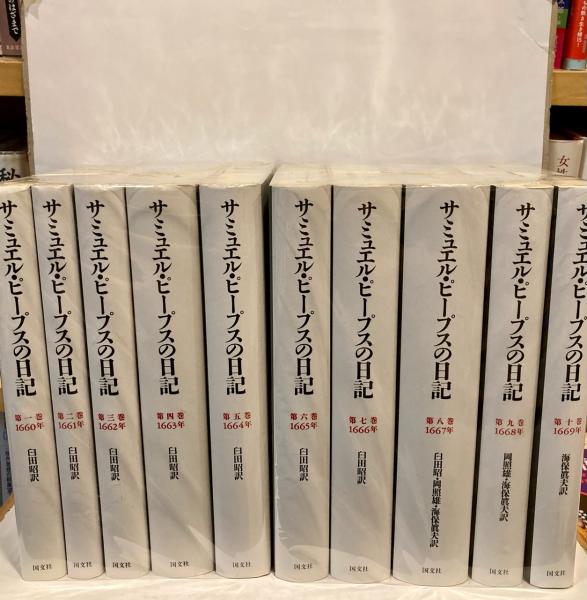 サミュエル・ピープスの日記
第一巻
1660年
臼田昭訳
国文社
サミュエル・ピープスの日記
第二巻
1661年
臼田昭訳
国文社
サミュエル・ピープスの日記
第三巻
1662年
臼田昭訳
国文社
サミュエル・ピープスの日記
第四巻
1663年
臼田昭訳
国文社
サミュエル・ピープスの日記
第五巻
1664年
臼田昭訳
国文社
サミュエル・ピープスの日記
第六巻
1665年
臼田昭訳
国文社
サミュエル・ピープスの日記
第七巻
1666年
臼田昭訳
国文社
サミュエル・ピープスの日記
第八巻
1667年
臼田昭・岡照雄・海保眞夫訳
国文社
サミュエル・ピープスの日記
第九巻
1668年
岡照雄・海保眞夫訳
国文社
サミュエル・ピープスの日記
第十巻
1669年
海保眞夫訳
国文社